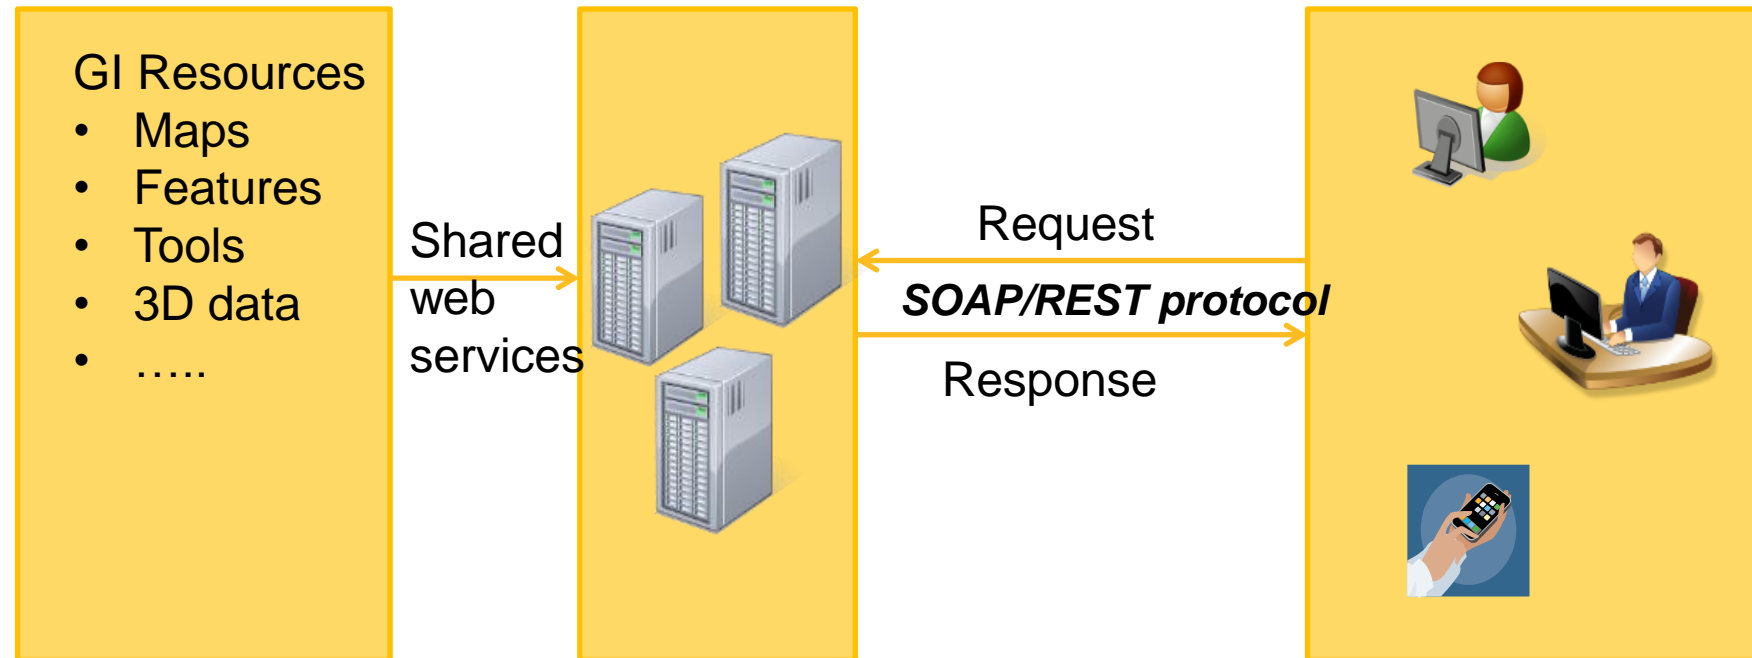 GI Resources
• Maps
• Features
• Tools
• 3D data
• …..
Shared
web
services
Request
SOAP/REST protocol
Response